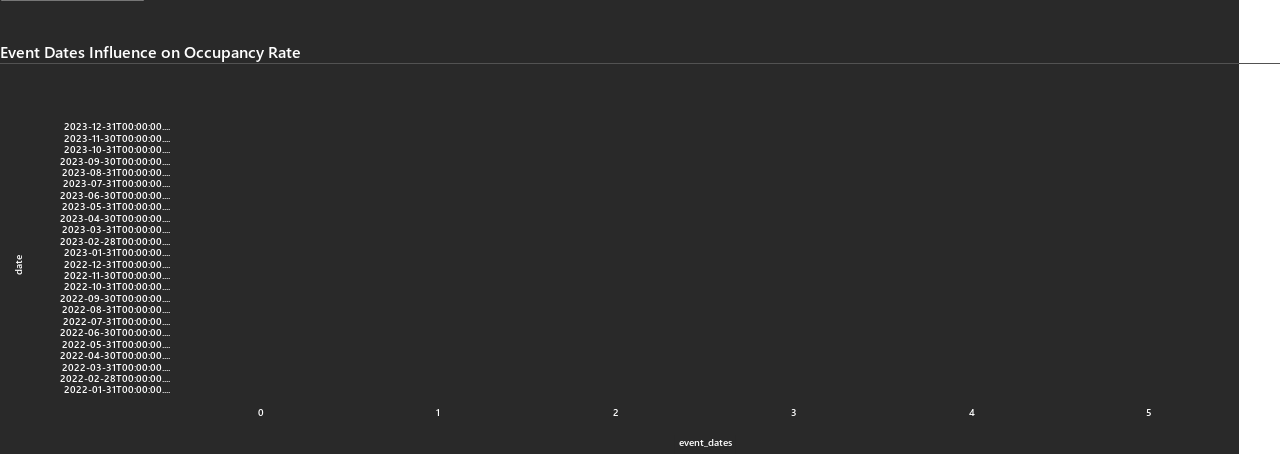 Event Dates Influence on Occupancy Rate
2023-12-31T00:00:00....
2023-11-30T00:00:00....
2023-10-31T00:00:00....
2023-09-30T00:00:00....
2023-08-31T00:00:00....
2023-07-31T00:00:00....
2023-06-30T00:00:00....
2023-05-31T00:00:00....
2023-04-30T00:00:00....
2023-03-31T00:00:00....
2023-02-28T00:00:00....
2023-01-31T00:00:00....
2022-12-31T00:00:00....
2022-11-30T00:00:00....
2022-10-31T00:00:00....
2022-09-30T00:00:00....
2022-08-31T00:00:00....
2022-07-31T00:00:00....
2022-06-30T00:00:00....
2022-05-31T00:00:00....
2022-04-30T00:00:00....
2022-03-31T00:00:00....
2022-02-28T00:00:00....
2022-01-31T00:00:00....
date
0 1 2 3 4 5
event_dates